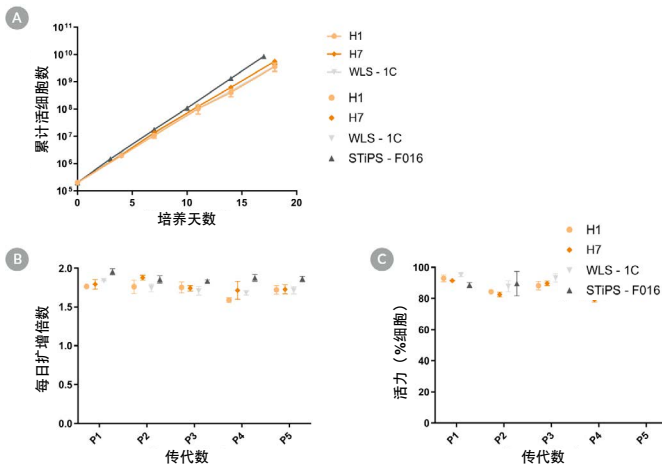 A
10¹¹
10¹⁰
10⁹
10⁸
10⁷
10⁶
10⁵
累计活细胞数
0
5
10
15
20
培养天数
H1
H7
WLS - 1C
H1
H7
WLS - 1C
STiPS - F016
B
2.0
1.5
1.0
0.5
0.0
每日扩增倍数
P1
P2
P3
P4
P5
传代数
C
H1
H7
WLS - 1C
STiPS - F016
100
80
60
40
20
0
活力(%细胞)
P1
P2
P3
P4
P5
传代数